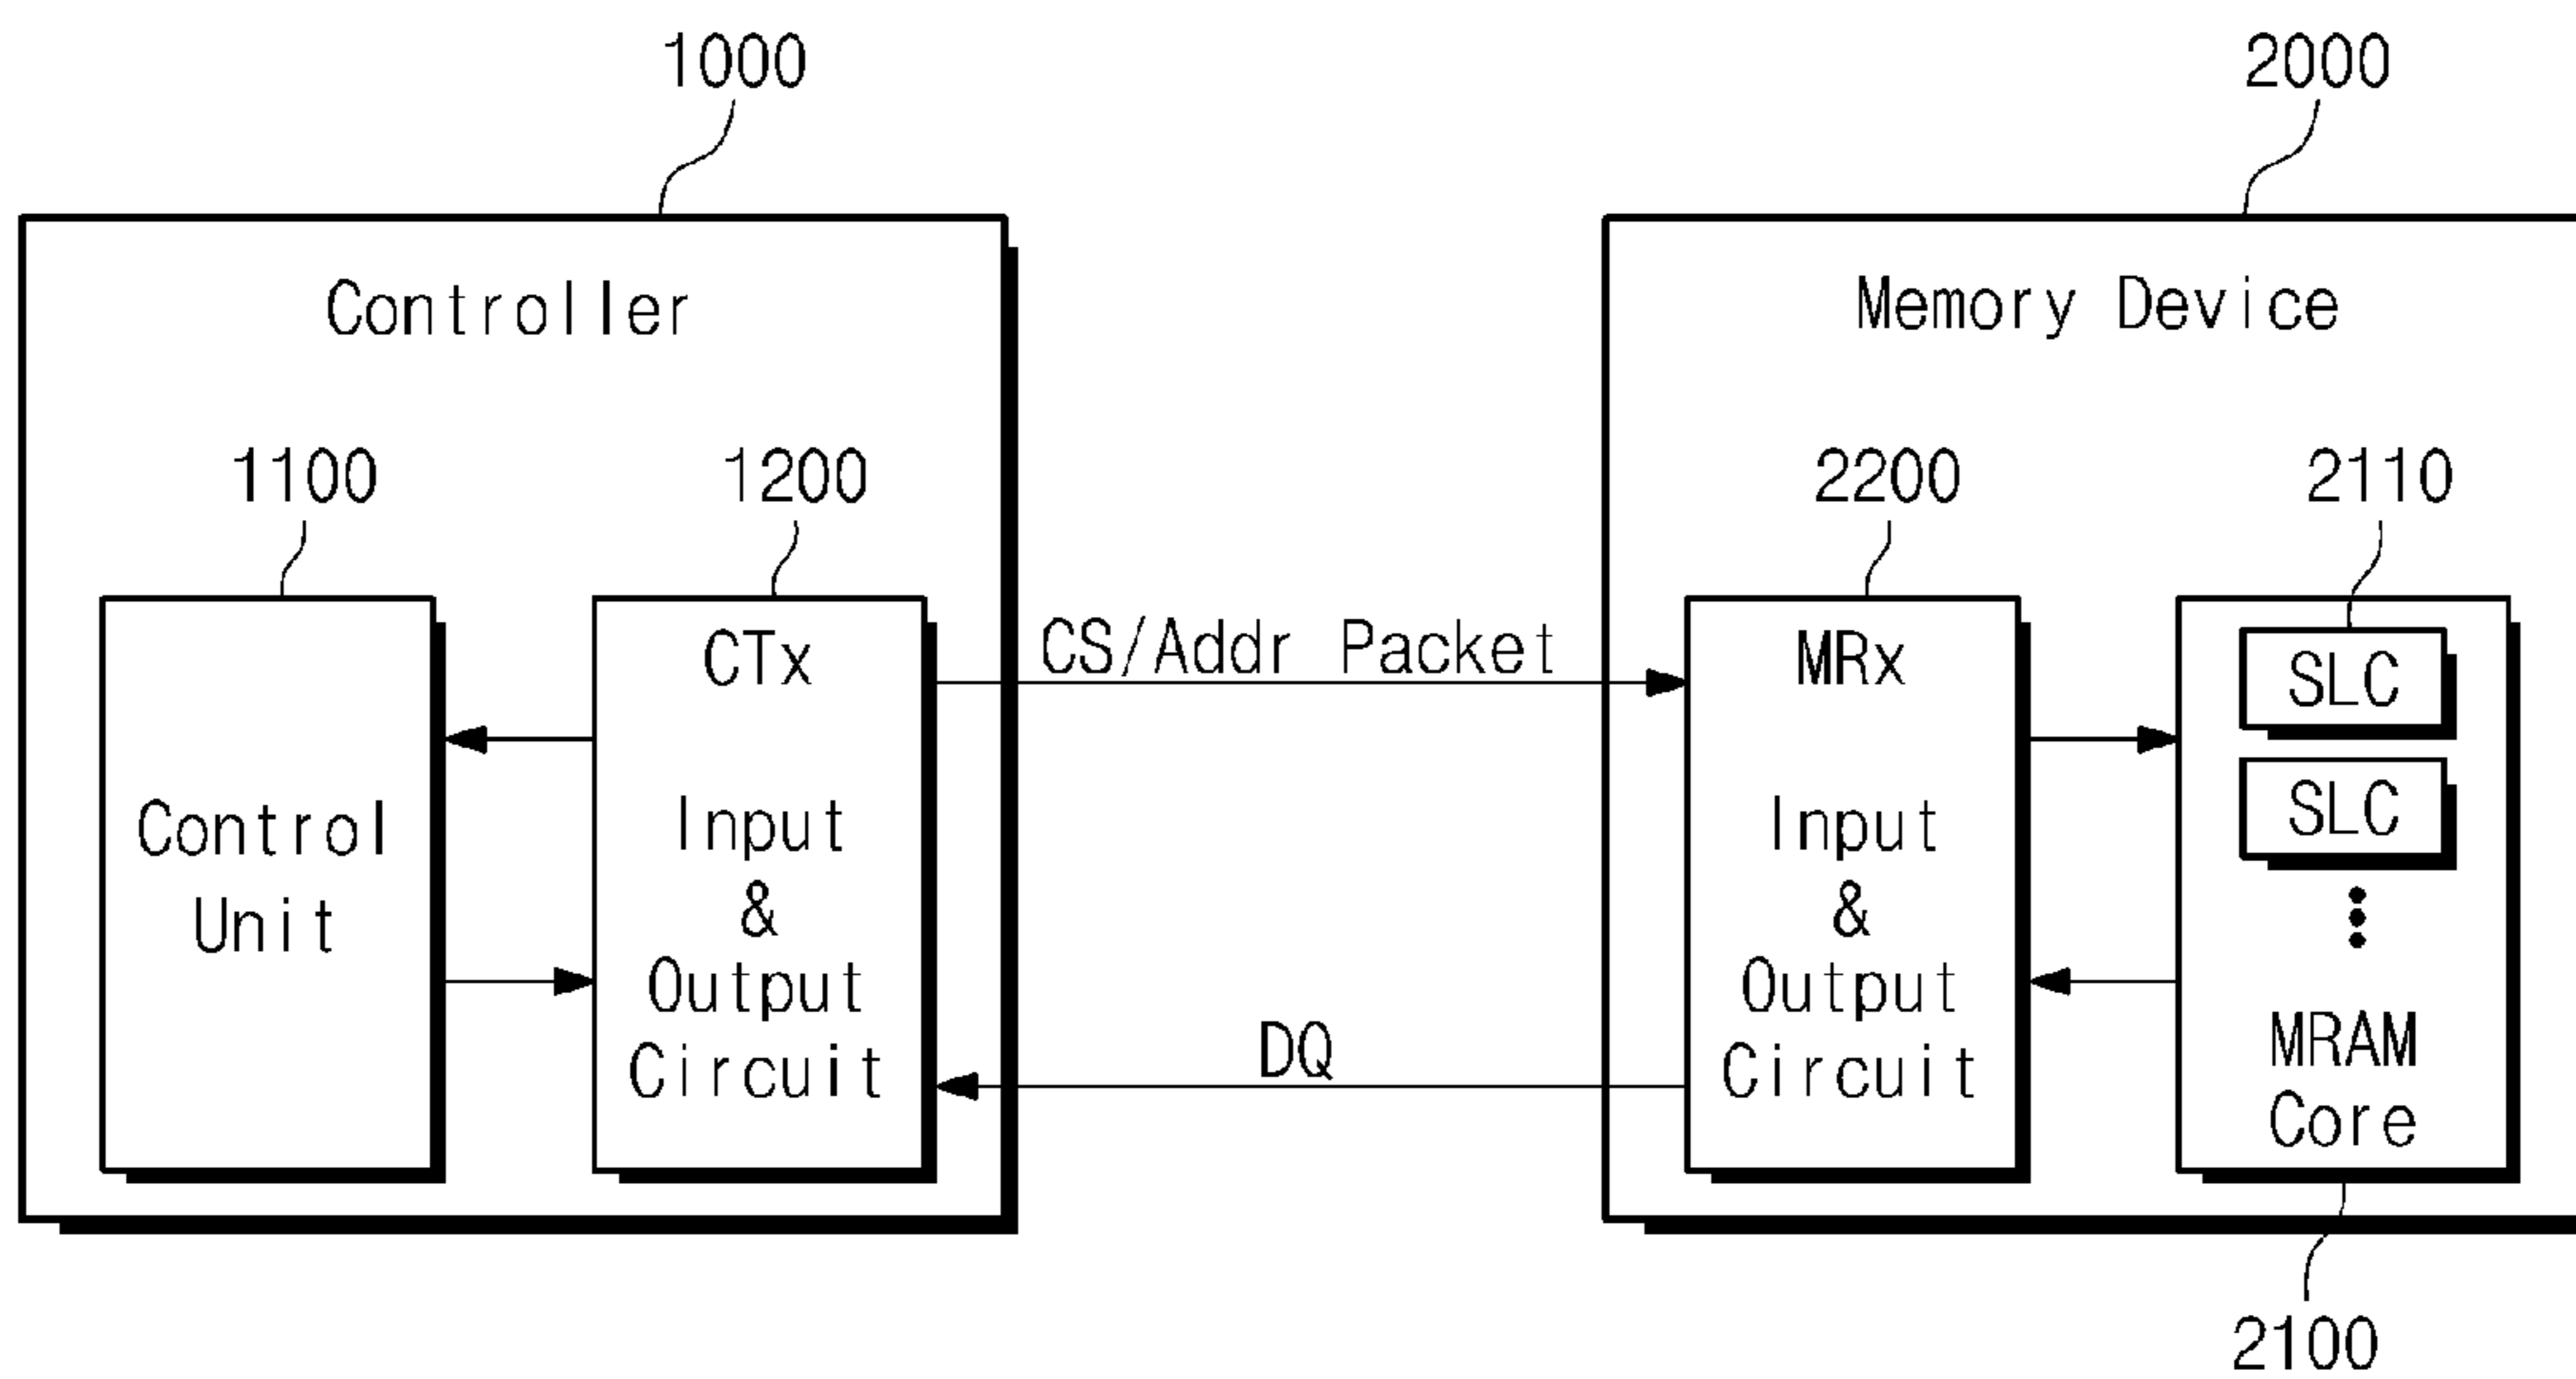 1000
2000
Controller
Memory Device
1100
1200
2200
2110
CTx
CS/Addr Packet
MRx
SLC
SLC
Control
Unit
Input
&
Output
Circuit
Input
&
Output
Circuit
DQ
MRAM
Core
2100